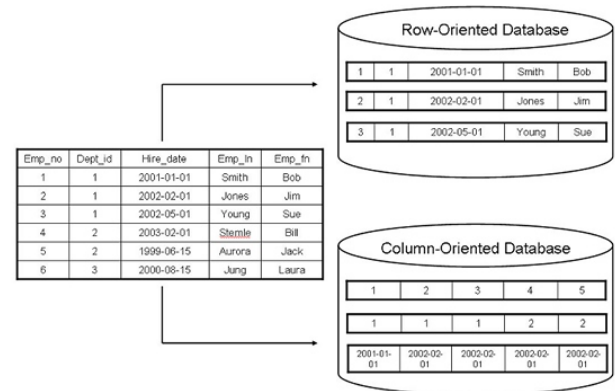 Row-Oriented Database
1 1 2001-01-01 Smith Bob
2 1 2002-02-01 Jones Jim
3 1 2002-05-01 Young Sue
Emp_no Dept_id Hire_date Emp_ln Emp_fn
1 1 2001-01-01 Smith Bob
2 1 2002-02-01 Jones Jim
3 1 2002-05-01 Young Sue
4 2 2003-02-01 Stemle Bill
5 2 1999-06-15 Aurora Jack
6 3 2000-08-15 Jung Laura
Column-Oriented Database
1 2 3 4 5
1 1 1 2 2
2001-01- 2002-02- 2002-02- 2002-02- 2002-02-
01 01 01 01 01